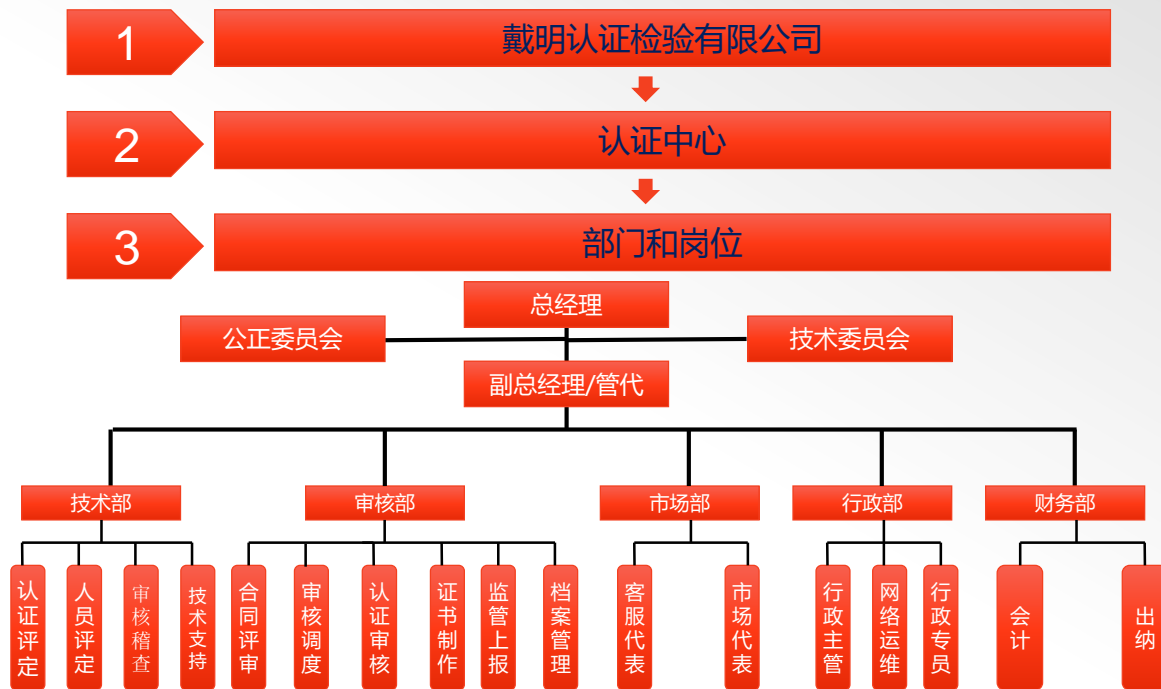 1
戴明认证检验有限公司
2
认证中心
3
部门和岗位
总经理
公正委员会
技术委员会
副总经理/管代
技术部
审核部
市场部
行政部
财务部
认证评定
人员评定
审核稽查
技术支持
合同评审
审核调度
认证审核
证书制作
监管上报
档案管理
客服代表
市场代表
行政主管
网络运维
行政专员
会计
出纳